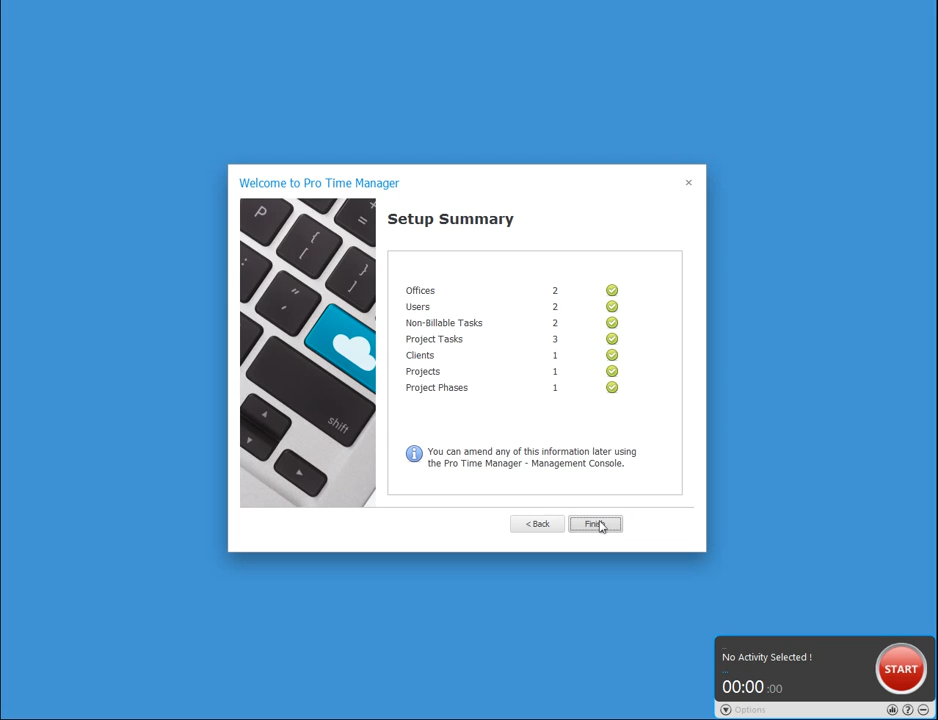 Welcome to Pro Time Manager
Setup Summary
Offices 2
Users 2
Non-Billable Tasks 2
Project Tasks 3
Clients 1
Projects 1
Project Phases 1
You can amend any of this information later using
the Pro Time Manager - Management Console.
P
shift
< Back
Finish
No Activity Selected !
START
00:00 :00
Options